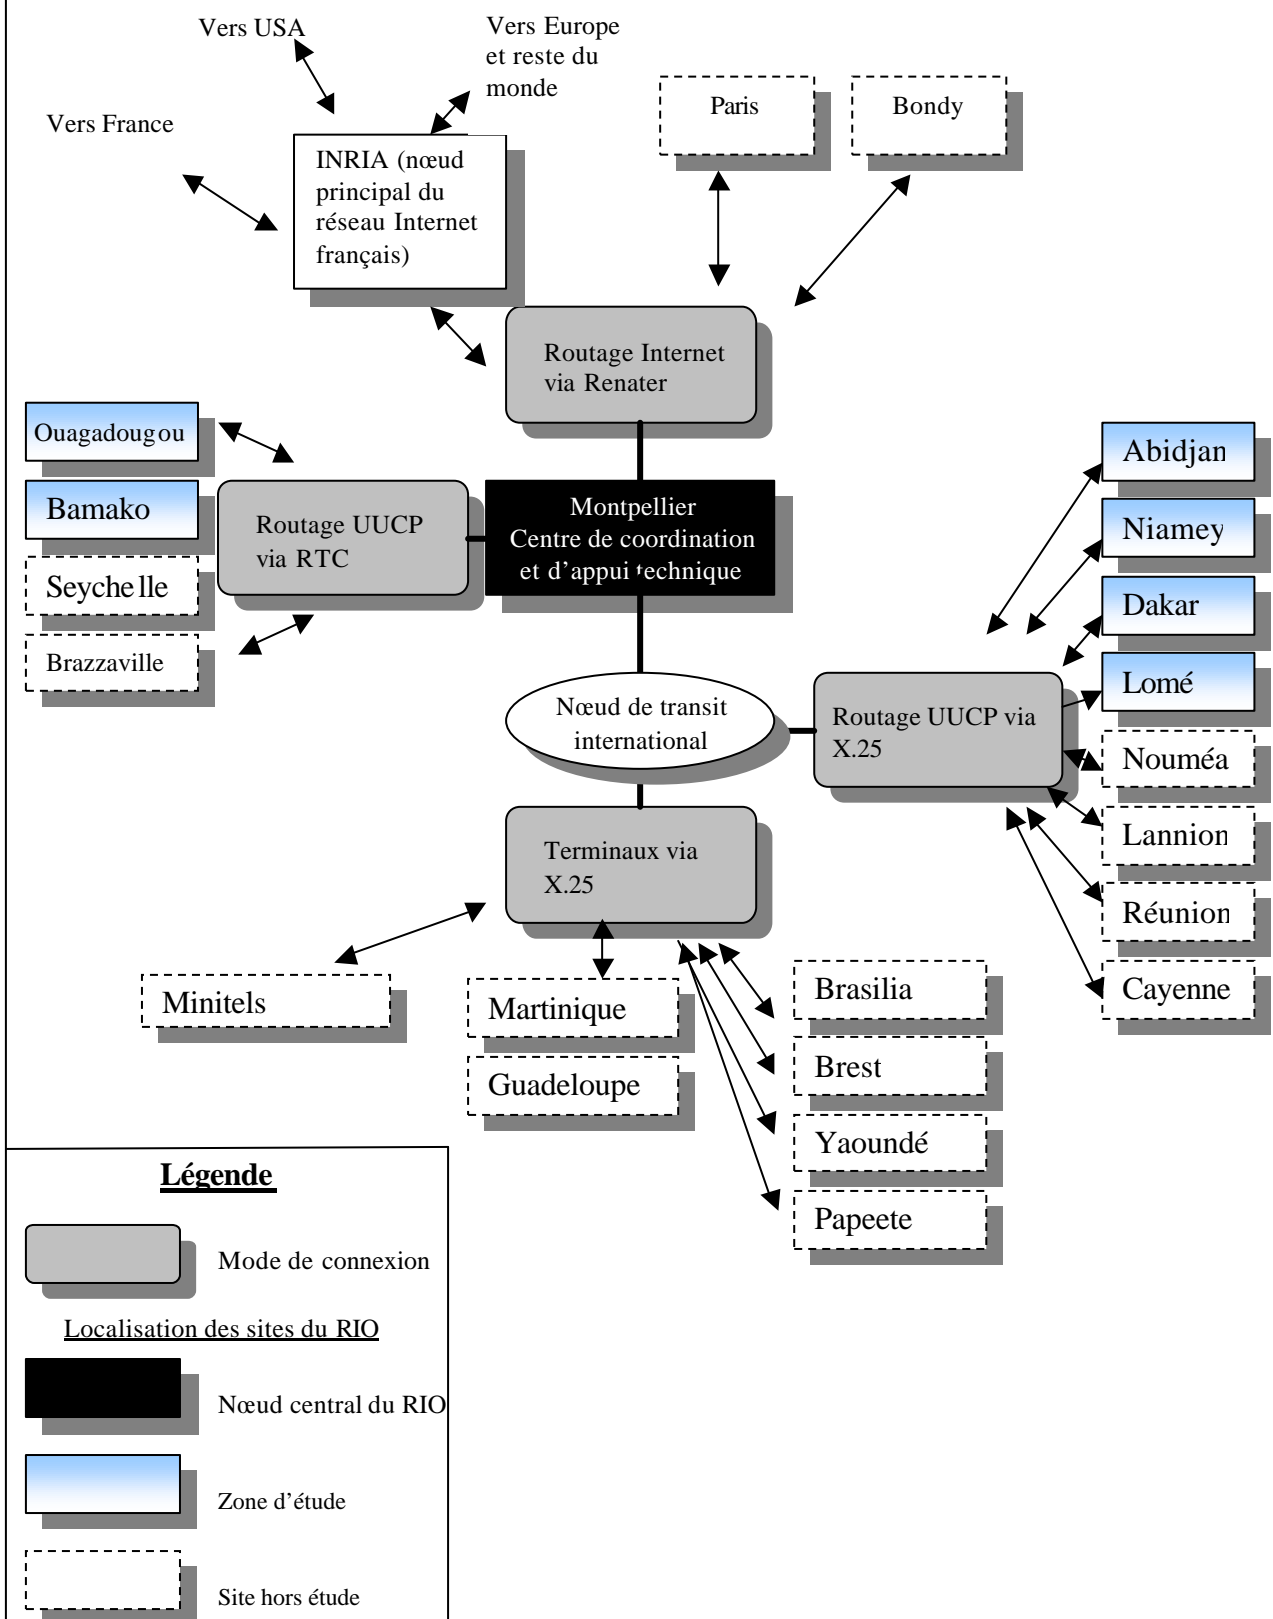 Vers USA
Vers Europe
et reste du
monde
Vers France
Paris
Bondy
INRIA (nœud
principal du
réseau Internet
français)
Routage Internet
via Renater
Ouagadougou
Bamako
Seychelle
Brazzaville
Routage UUCP
via RTC
Montpellier
Centre de coordination
et d'appui technique
Abidjan
Niamey
Dakar
Lomé
Nouméa
Lannion
Réunion
Cayenne
Nœud de transit
international
Routage UUCP via
X.25
Terminaux via
X.25
Minitels
Martinique
Guadeloupe
Brasilia
Brest
Yaoundé
Papeete
Légende
Mode de connexion
Localisation des sites du RIO
Nœud central du RIO
Zone d’étude
Site hors étude